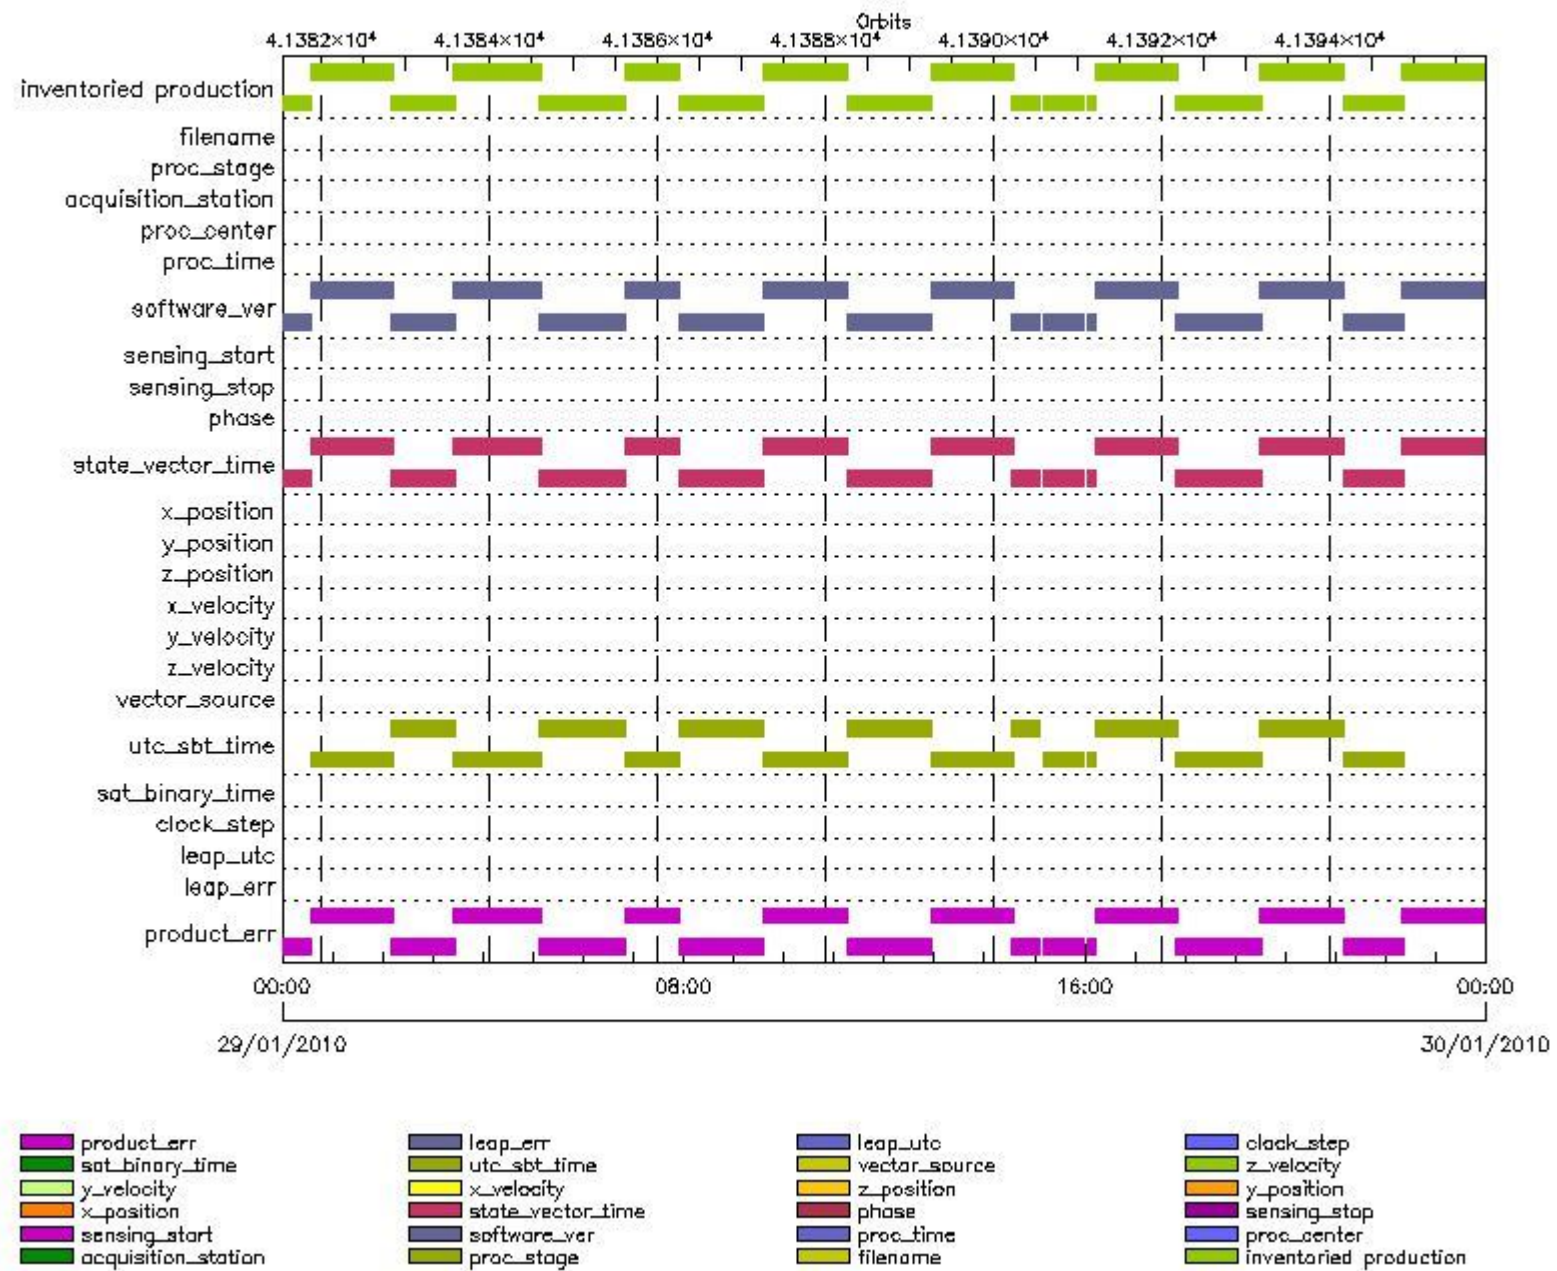 Orbits
4.1382×10⁴ 4.1384×10⁴ 4.1386×10⁴ 4.1388×10⁴ 4.1390×10⁴ 4.1392×10⁴ 4.1394×10⁴
inventoried production
filename
proc_stage
acquisition_station
proc_center
proc_time
software_ver
sensing_start
sensing_stop
phase
state_vector_time
x_position
y_position
z_position
x_velocity
y_velocity
z_velocity
vector_source
utc_sbt_time
sat_binary_time
clock_step
leap_utc
leap_err
product_err
00:00 08:00 16:00 00:00
29/01/2010 30/01/2010
product_err leap_err leap_utc clock_step
sat_binary_time utc_sbt_time vector_source z_velocity
y_velocity x_velocity z_position y_position
x_position state_vector_time phase sensing_stop
sensing_start software_ver proc_time proc_center
acquisition_station proc_stage filename inventoried production